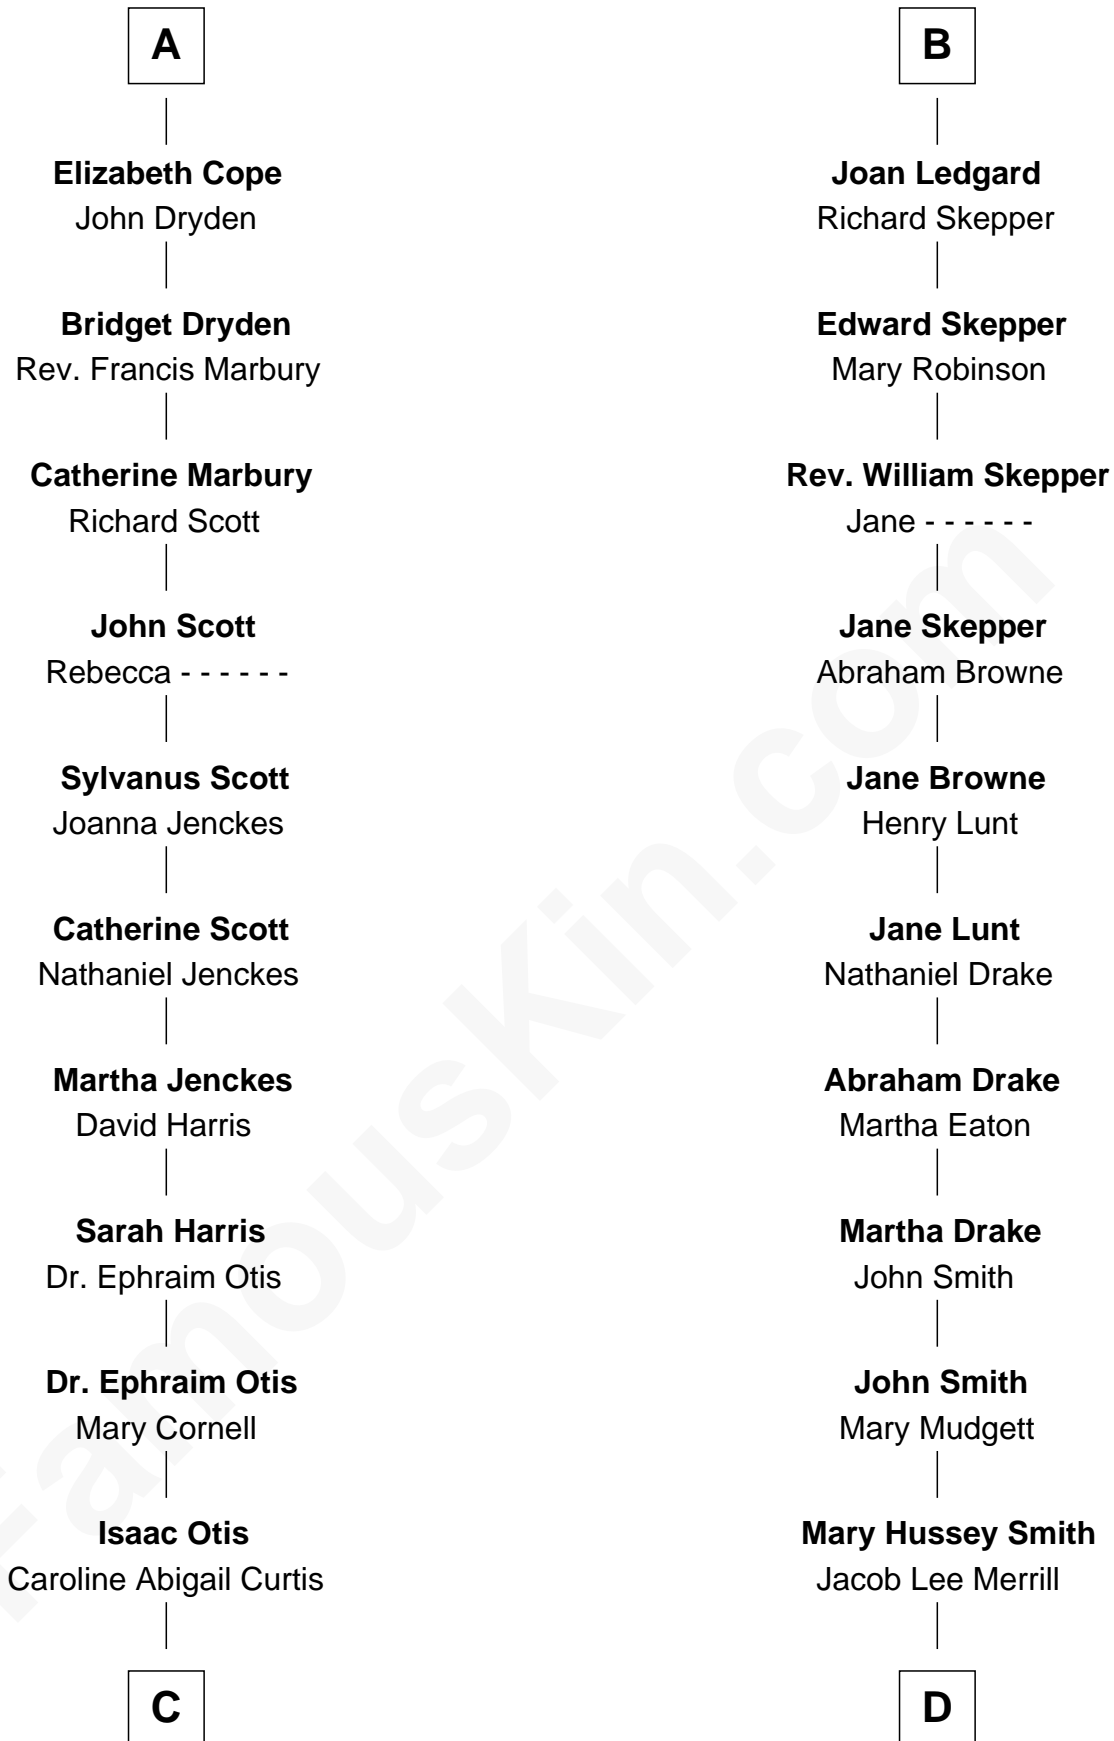 A
Elizabeth Cope
John Dryden
Bridget Dryden
Rev. Francis Marbury
Catherine Marbury
Richard Scott
John Scott
Rebecca - - - - - -
Sylvanus Scott
Joanna Jenckes
Catherine Scott
Nathaniel Jenckes
Martha Jenckes
David Harris
Sarah Harris
Dr. Ephraim Otis
Dr. Ephraim Otis
Mary Cornell
Isaac Otis
Caroline Abigail Curtis
C
B
Joan Ledgard
Richard Skepper
Edward Skepper
Mary Robinson
Rev. William Skepper
Jane - - - - - -
Jane Skepper
Abraham Browne
Jane Browne
Henry Lunt
Jane Lunt
Nathaniel Drake
Abraham Drake
Martha Eaton
Martha Drake
John Smith
John Smith
Mary Mudgett
Mary Hussey Smith
Jacob Lee Merrill
D
FamousKin.com